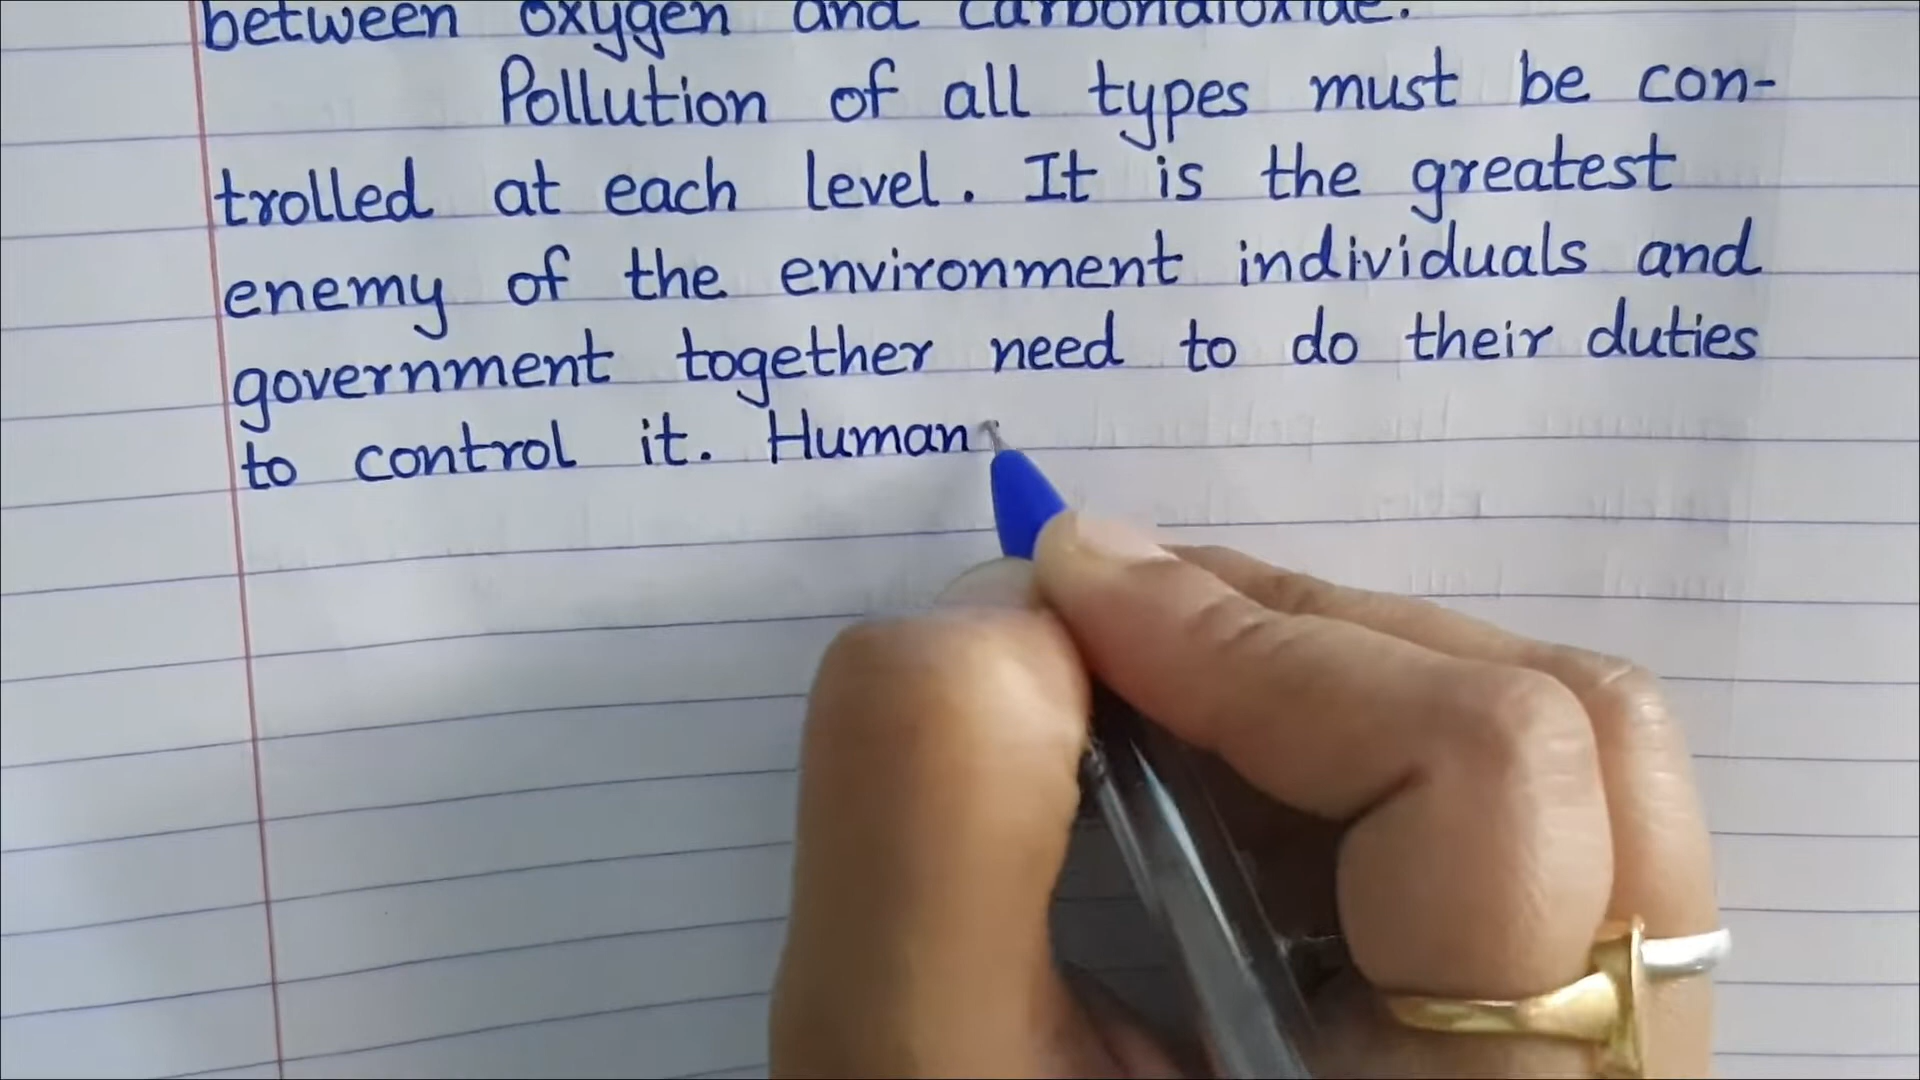 between oxygen and carbondioxide.
Pollution of all types must be con-
trolled at each level. It is the greatest
enemy of the environment individuals and
government together need to do their duties
to control it. Human